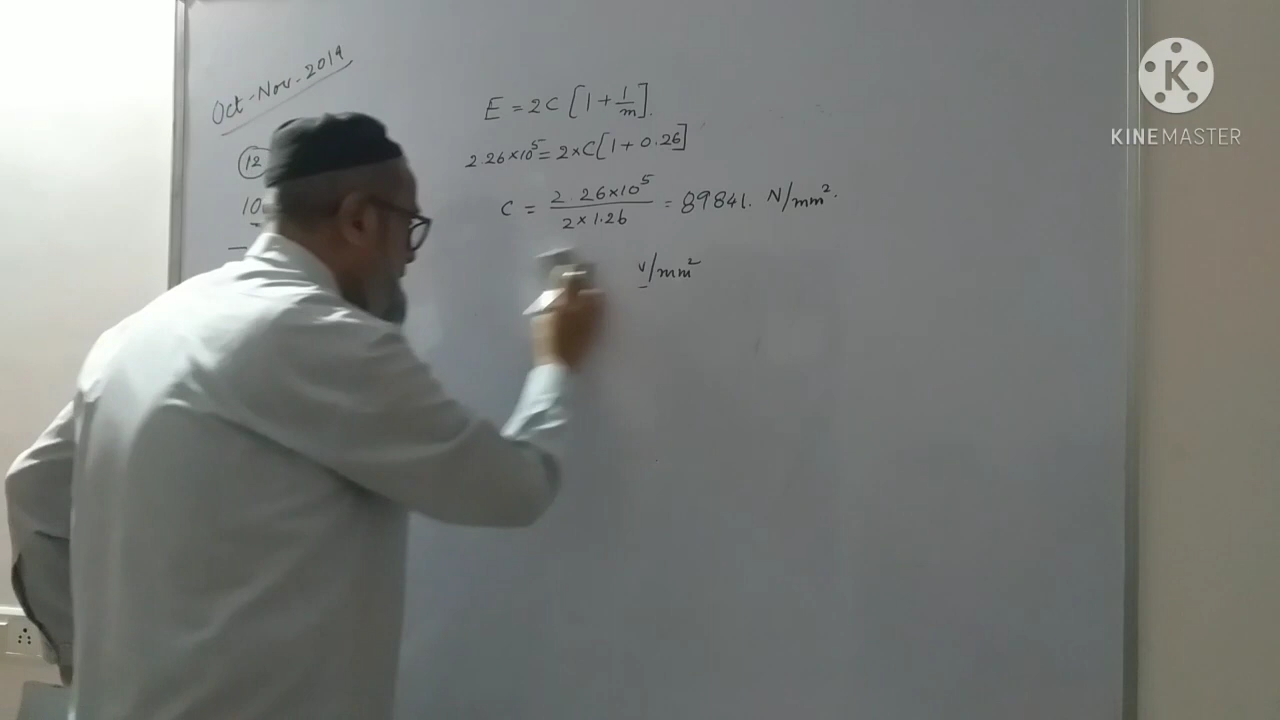 Oct-Nov-2019
E = 2C [1 + 1/m].
12
2.26×10⁵ = 2×C[1 + 0.26]
10
C = 2.26×10⁵ / 2×1.26 = 89841. N/mm².
/mm²
K
KINEMASTER